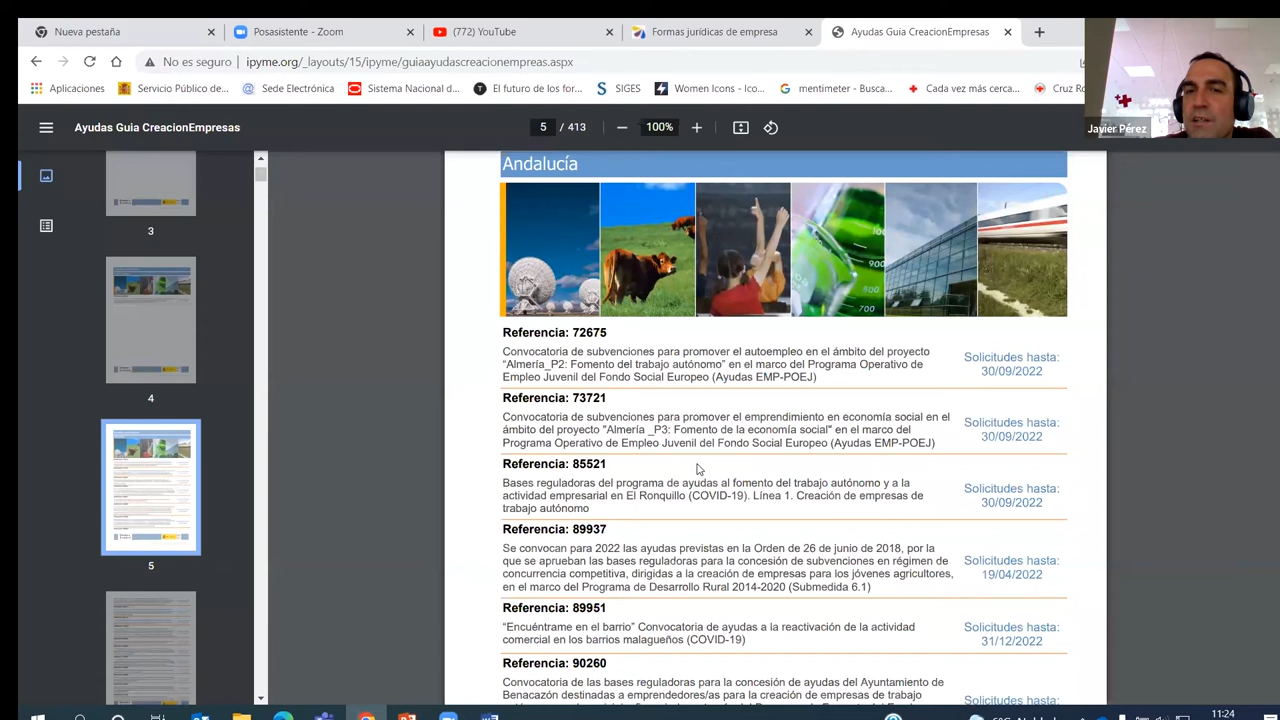 Nueva pestaña
Posasistente - Zoom
(772) YouTube
Formas jurídicas de empresa
Ayudas Guia CreacionEmpresas
No es seguro
ipyme.org/_layouts/15/ipyme/guiaayudascreacionempreas.aspx
Aplicaciones
Servicio Público de...
Sede Electrónica
Sistema Nacional d...
El futuro de los for...
SIGES
Women Icons - Ico...
mentimeter - Busca...
Cada vez más cerca...
Cruz Ro
Javier Pérez
Ayudas Guia CreacionEmpresas
5 / 413
100%
3
4
5
Andalucía
Referencia: 72675
Convocatoria de subvenciones para promover el autoempleo en el ámbito del proyecto
“Almería_P2: Fomento del trabajo autónomo” en el marco del Programa Operativo de
Empleo Juvenil del Fondo Social Europeo (Ayudas EMP-POEJ)
Solicitudes hasta:
30/09/2022
Referencia: 73721
Convocatoria de subvenciones para promover el emprendimiento en economía social en el
ámbito del proyecto "Almería _P3: Fomento de la economía social" en el marco del
Programa Operativo de Empleo Juvenil del Fondo Social Europeo (Ayudas EMP-POEJ)
Solicitudes hasta:
30/09/2022
Referencia: 85521
Bases reguladoras del programa de ayudas al fomento del trabajo autónomo y a la
actividad empresarial en El Ronquillo (COVID-19). Línea 1. Creación de empresas de
trabajo autónomo
Solicitudes hasta:
30/09/2022
Referencia: 89937
Se convocan para 2022 las ayudas previstas en la Orden de 26 de junio de 2018, por la
que se aprueban las bases reguladoras para la concesión de subvenciones en régimen de
concurrencia competitiva, dirigidas a la creación de empresas para los jóvenes agricultores,
en el marco del Programa de Desarrollo Rural 2014-2020 (Submedida 6.1)
Solicitudes hasta:
19/04/2022
Referencia: 89951
“Encuéntrame en el barrio” Convocatoria de ayudas a la reactivación de la actividad
comercial en los barrios malagueños (COVID-19)
Solicitudes hasta:
31/12/2022
Referencia: 90260
Convocatoria de las bases reguladoras para la concesión de ayudas del Ayuntamiento de
Benacazón destinadas a emprendedores/as para la creación de empresas de trabajo
Solicitudes hasta:
11:24